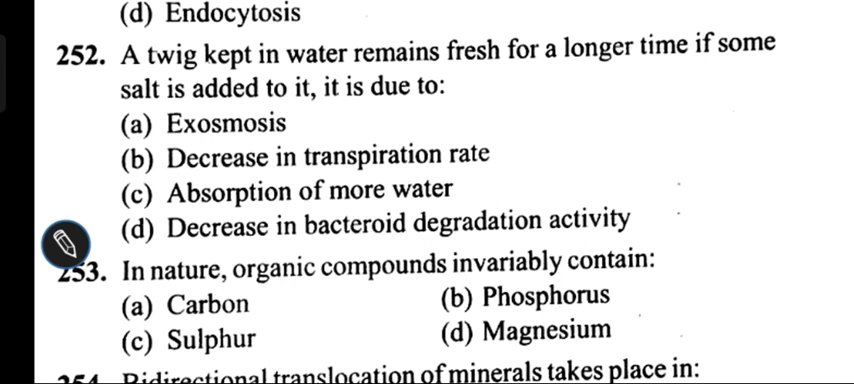 (d) Endocytosis
252. A twig kept in water remains fresh for a longer time if some
salt is added to it, it is due to:
(a) Exosmosis
(b) Decrease in transpiration rate
(c) Absorption of more water
(d) Decrease in bacteroid degradation activity
253. In nature, organic compounds invariably contain:
(a) Carbon (b) Phosphorus
(c) Sulphur (d) Magnesium
254. Bidirectional translocation of minerals takes place in: